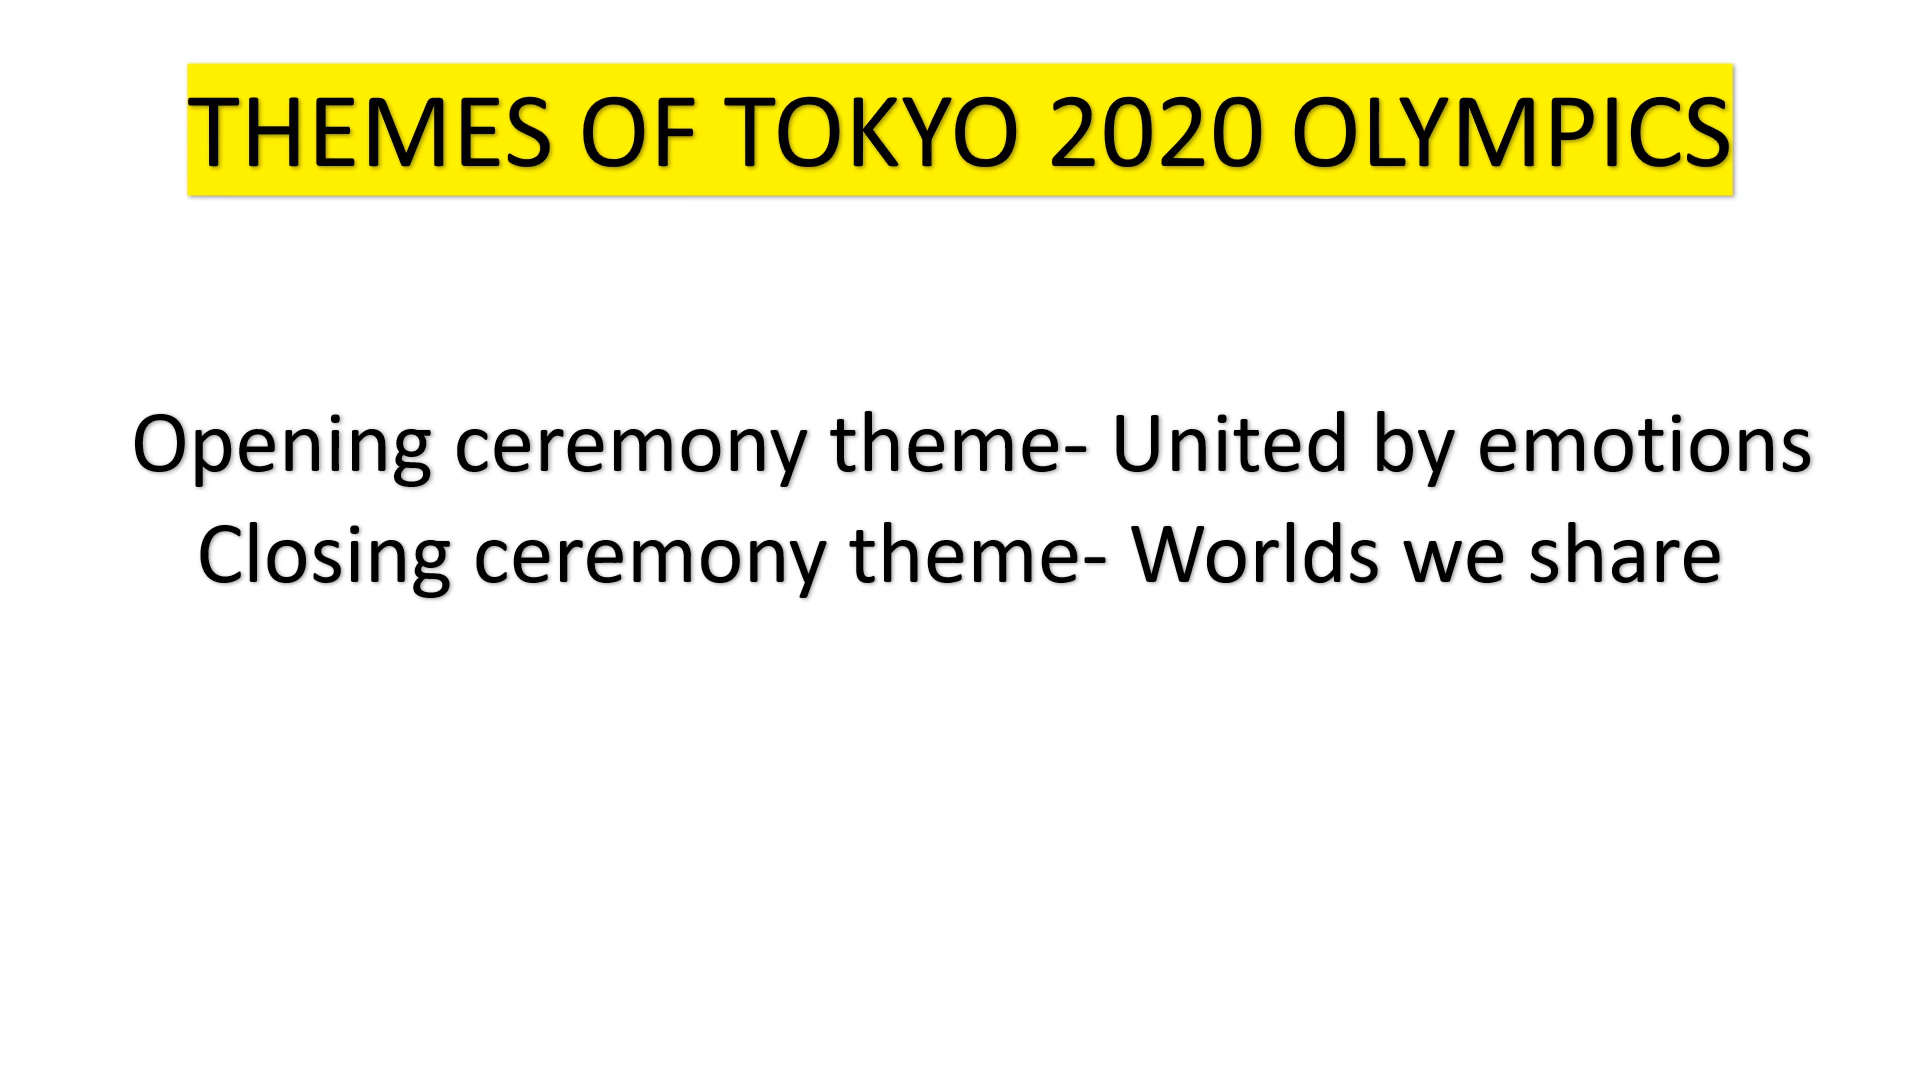 THEMES OF TOKYO 2020 OLYMPICS
Opening ceremony theme- United by emotions
Closing ceremony theme- Worlds we share